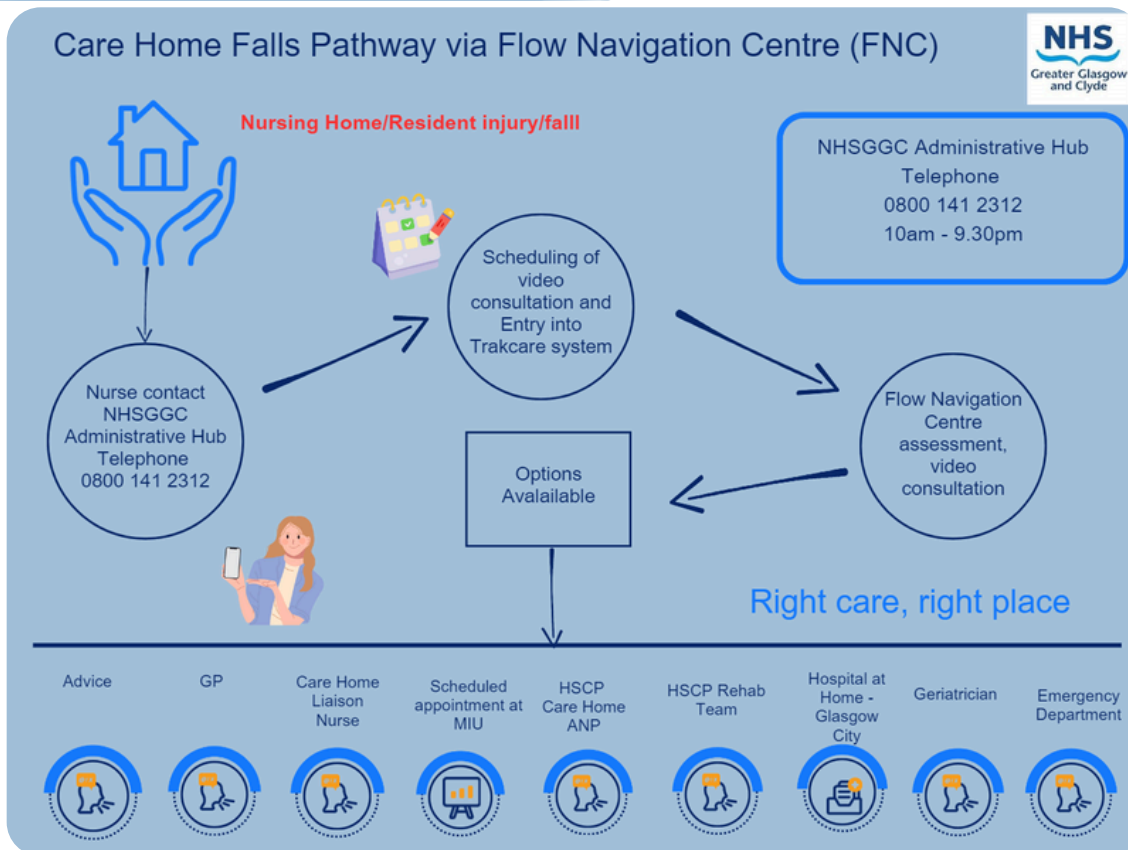 Care Home Falls Pathway via Flow Navigation Centre (FNC)
NHS
Greater Glasgow
and Clyde
Nursing Home/Resident injury/falll
NHSGGC Administrative Hub
Telephone
0800 141 2312
10am - 9.30pm
Scheduling of
video
consultation and
Entry into
Trakcare system
Nurse contact
NHSGGC
Administrative Hub
Telephone
0800 141 2312
Flow Navigation
Centre
assessment,
video
consultation
Options
Avalailable
Right care, right place
Advice
GP
Care Home
Liaison
Nurse
Scheduled
appointment at
MIU
HSCP
Care Home
ANP
HSCP Rehab
Team
Hospital at
Home -
Glasgow
City
Geriatrician
Emergency
Department